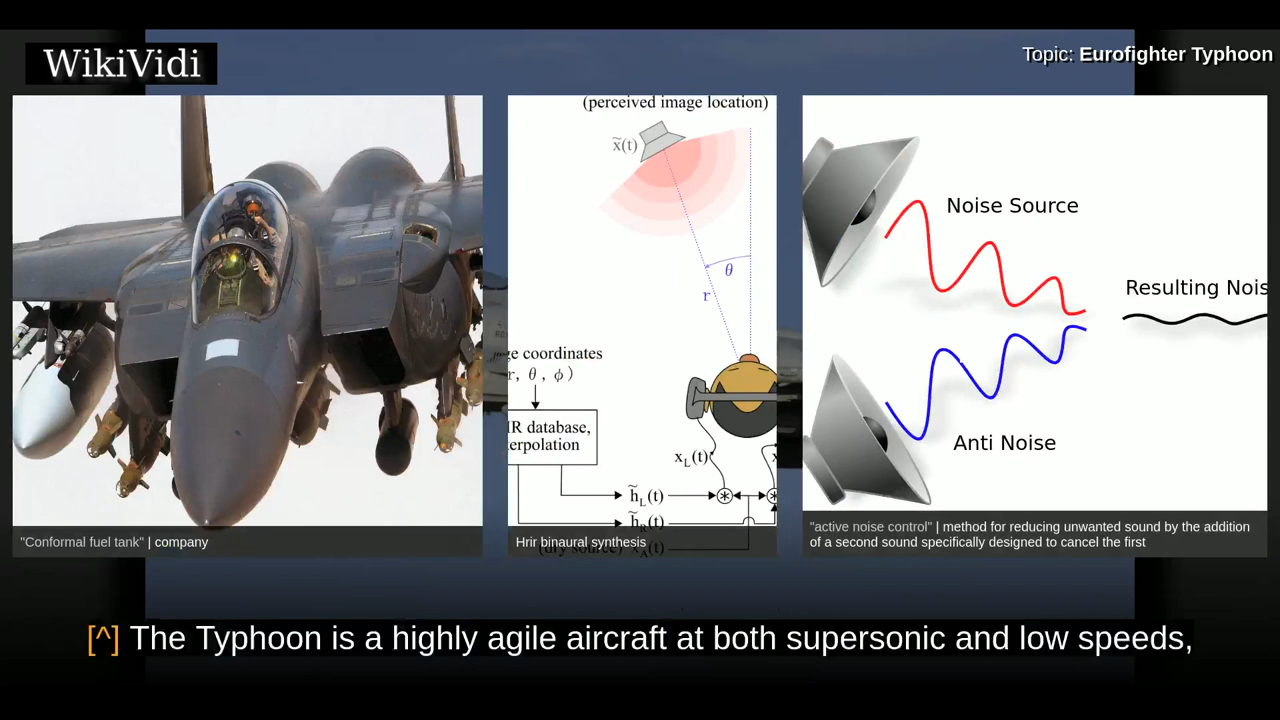 WikiVidi
Topic: Eurofighter Typhoon
(perceived image location)
x̃(t)
θ
r
coordinates
r, θ, ϕ)
database,
x_L(t)
h̃_L(t)
h̃_R(t)
(dry source) x_A(t)
Noise Source
Resulting Nois
Anti Noise
"Conformal fuel tank" | company
Hrir binaural synthesis
"active noise control" | method for reducing unwanted sound by the addition
of a second sound specifically designed to cancel the first
[^] The Typhoon is a highly agile aircraft at both supersonic and low speeds,